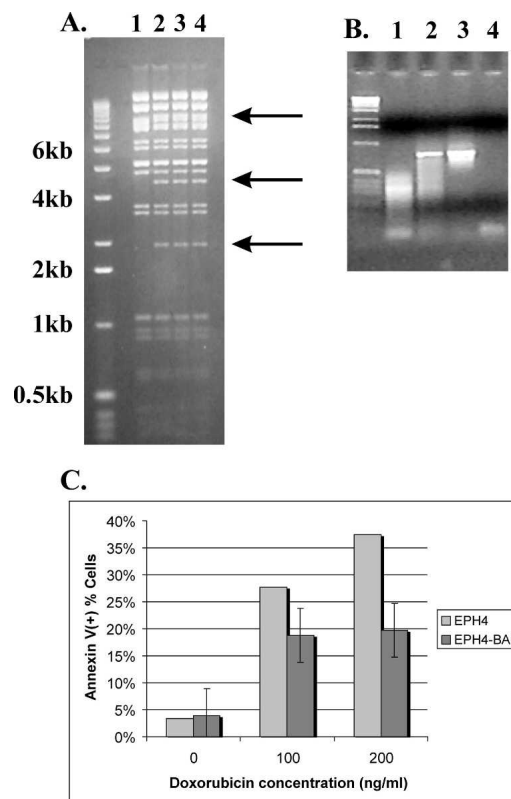 A.
1 2 3 4
6kb
4kb
2kb
1kb
0.5kb
B.
1 2 3 4
C.
Annexin V(+) % Cells
40%
35%
30%
25%
20%
15%
10%
5%
0%
0 100 200
Doxorubicin concentration (ng/ml)
EPH4
EPH4-BA